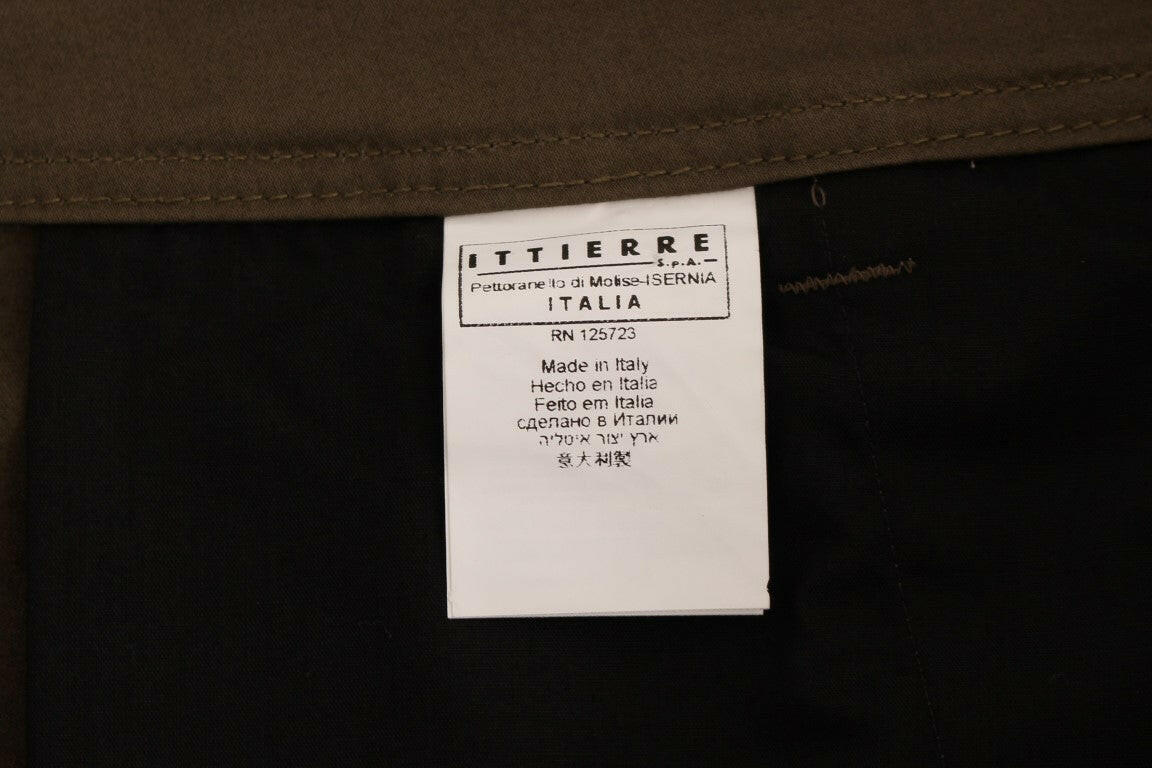 ITTIERRE
S.p.A.
Pettoranello di Molise-ISERNIA
ITALIA
RN 125723
Made in Italy
Hecho en Italia
Feito em Italia
сделано в Италии
ארץ יצור איטליה
意大利製